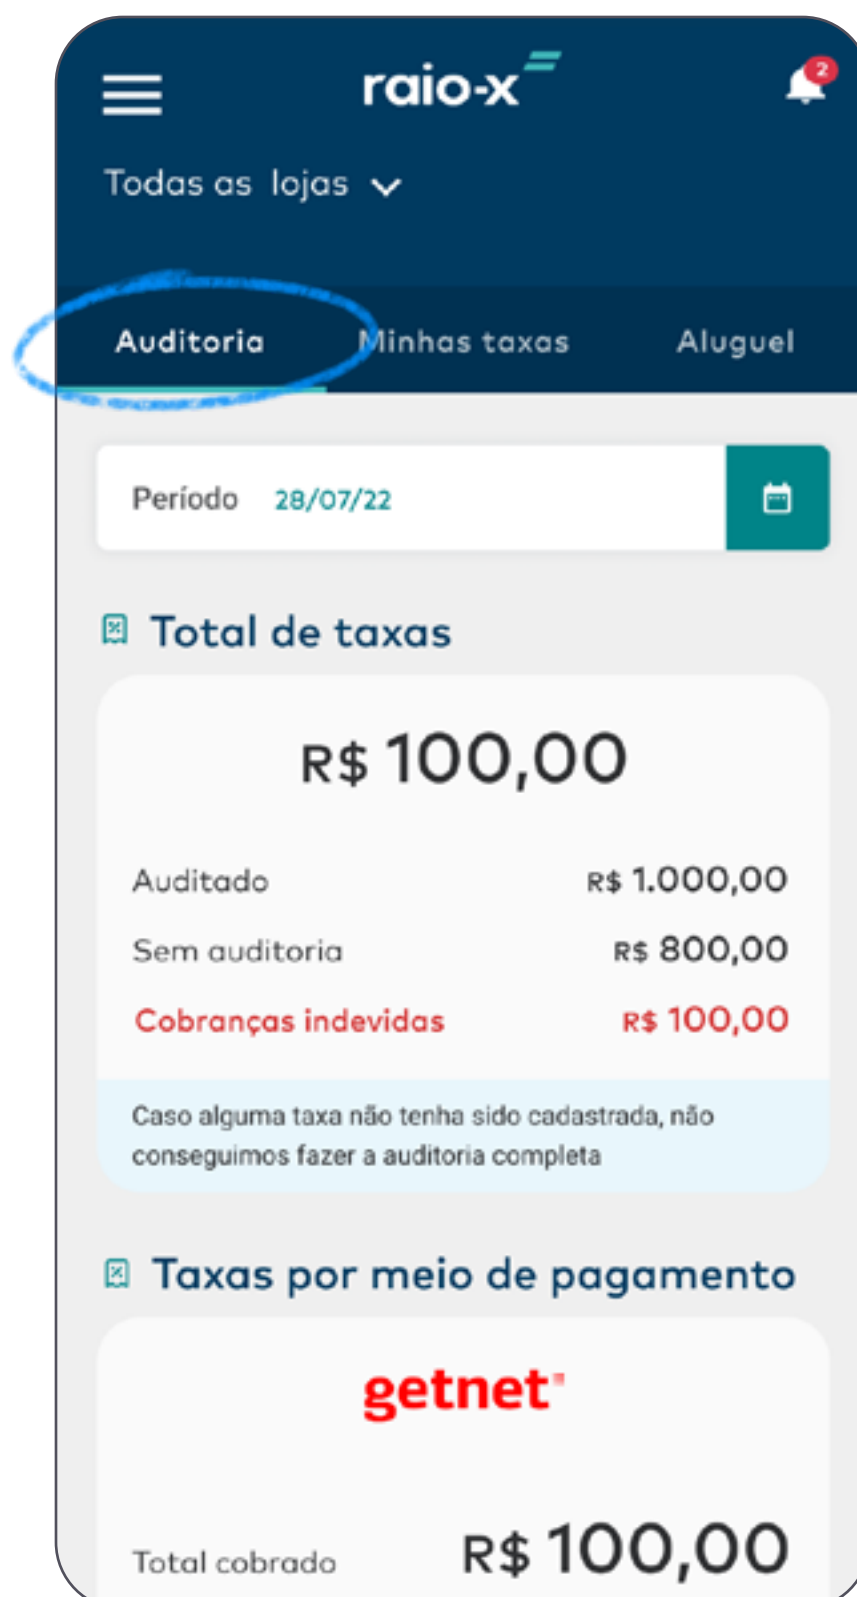 raio-x
2
Todas as lojas
Auditoria Minhas taxas Aluguel
Período 28/07/22
Total de taxas
R$ 100,00
Auditado R$ 1.000,00
Sem auditoria R$ 800,00
Cobranças indevidas R$ 100,00
Caso alguma taxa não tenha sido cadastrada, não
conseguimos fazer a auditoria completa
Taxas por meio de pagamento
getnet
Total cobrado R$ 100,00